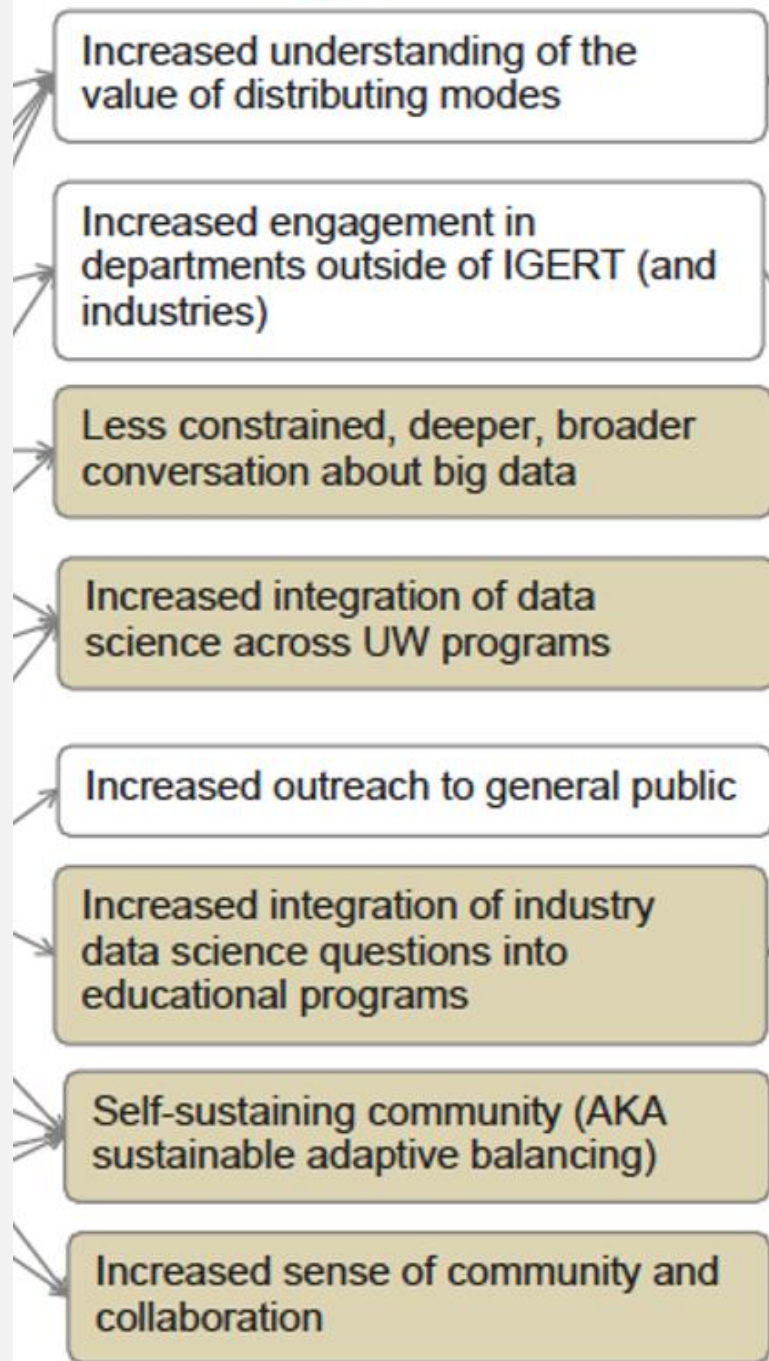 Increased understanding of the
value of distributing modes
Increased engagement in
departments outside of IGERT (and
industries)
Less constrained, deeper, broader
conversation about big data
Increased integration of data
science across UW programs
Increased outreach to general public
Increased integration of industry
data science questions into
educational programs
Self-sustaining community (AKA
sustainable adaptive balancing)
Increased sense of community and
collaboration